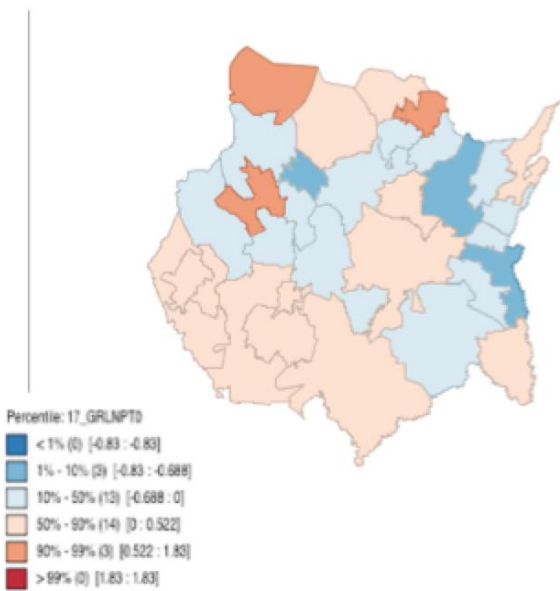 Percentile: 17_GRLNPT0
< 1% (0) [-0.83 : -0.83]
1% - 10% (3) [-0.83 : -0.688]
10% - 50% (13) [-0.688 : 0]
50% - 90% (14) [0 : 0.522]
90% - 99% (3) [0.522 : 1.83]
> 99% (0) [1.83 : 1.83]